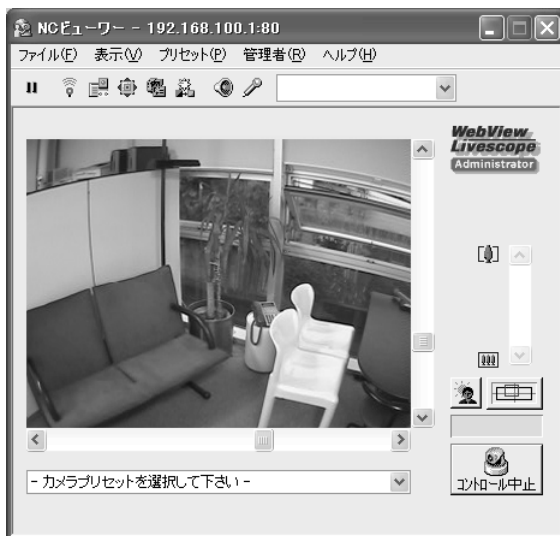 NCビューワー - 192.168.100.1:80
ファイル(F) 表示(V) プリセット(P) 管理者(R) ヘルプ(H)
WebView
Livescope
Administrator
- カメラプリセットを選択して下さい -
コントロール中止